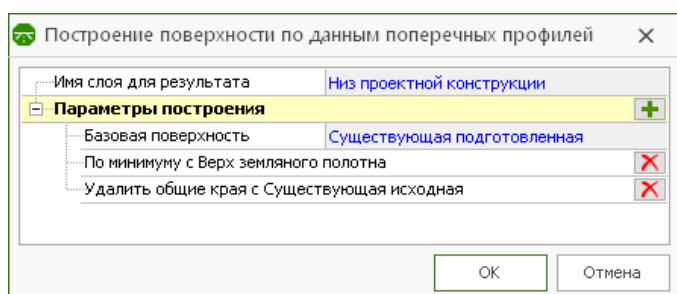 Построение поверхности по данным поперечных профилей
Имя слоя для результата Низ проектной конструкции
Параметры построения
Базовая поверхность Существующая подготовленная
По минимуму с Верх земляного полотна
Удалить общие края с Существующая исходная
ОК Отмена